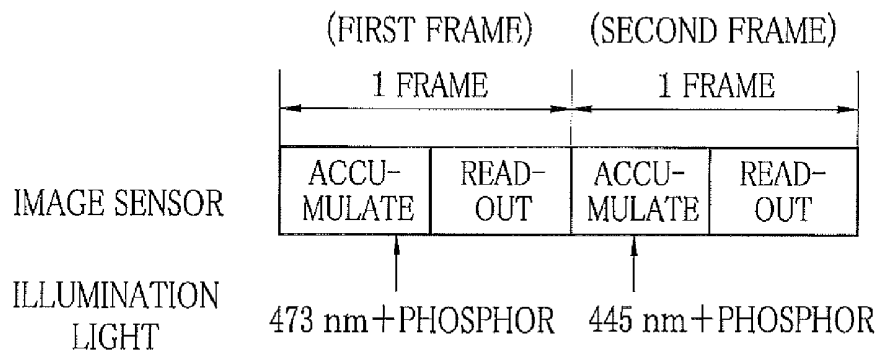 (FIRST FRAME) (SECOND FRAME)
1 FRAME 1 FRAME
IMAGE SENSOR
ACCU-
MULATE
READ-
OUT
ACCU-
MULATE
READ-
OUT
ILLUMINATION
LIGHT
473 nm+PHOSPHOR 445 nm+PHOSPHOR